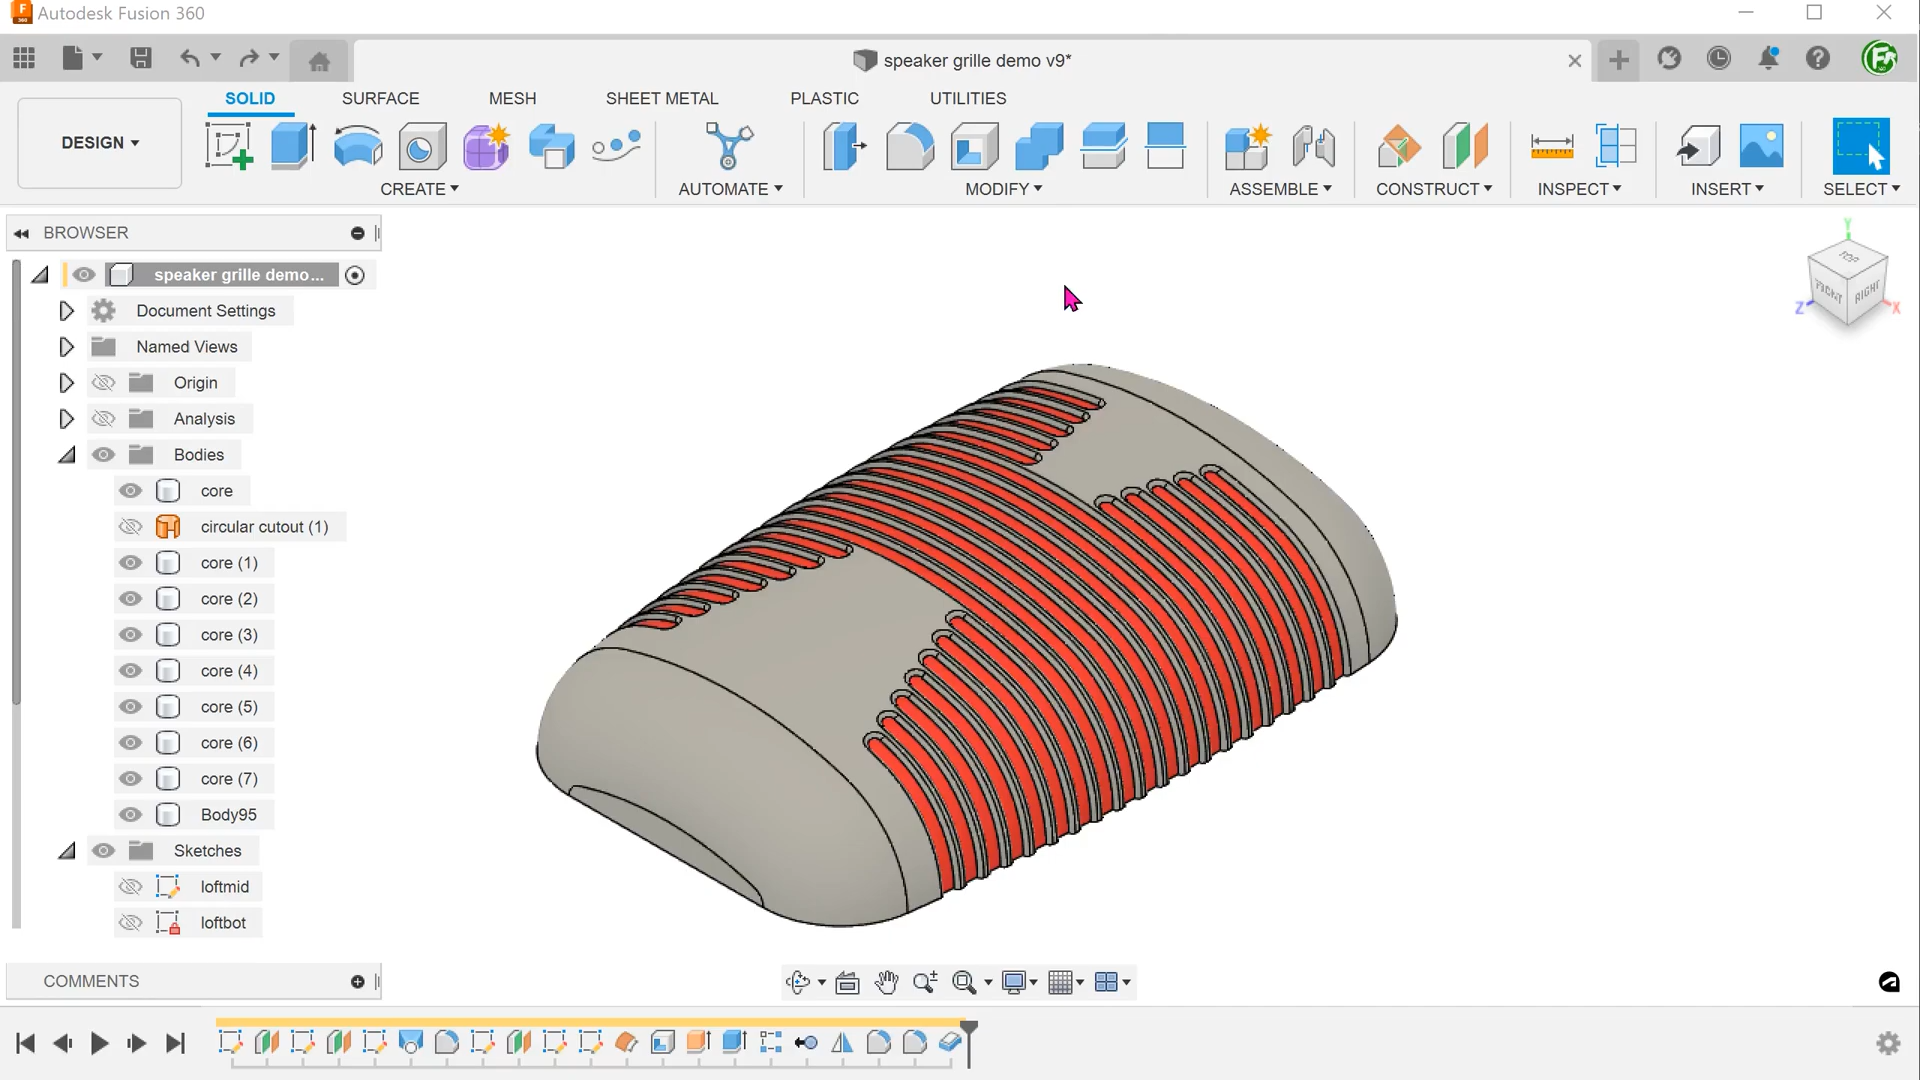 Autodesk Fusion 360
speaker grille demo v9*
SOLID
SURFACE
MESH
SHEET METAL
PLASTIC
UTILITIES
DESIGN
CREATE
AUTOMATE
MODIFY
ASSEMBLE
CONSTRUCT
INSPECT
INSERT
SELECT
BROWSER
speaker grille demo...
Document Settings
Named Views
Origin
Analysis
Bodies
core
circular cutout (1)
core (1)
core (2)
core (3)
core (4)
core (5)
core (6)
core (7)
Body95
Sketches
loftmid
loftbot
COMMENTS
Y
TOP
FRONT
RIGHT
Z
X